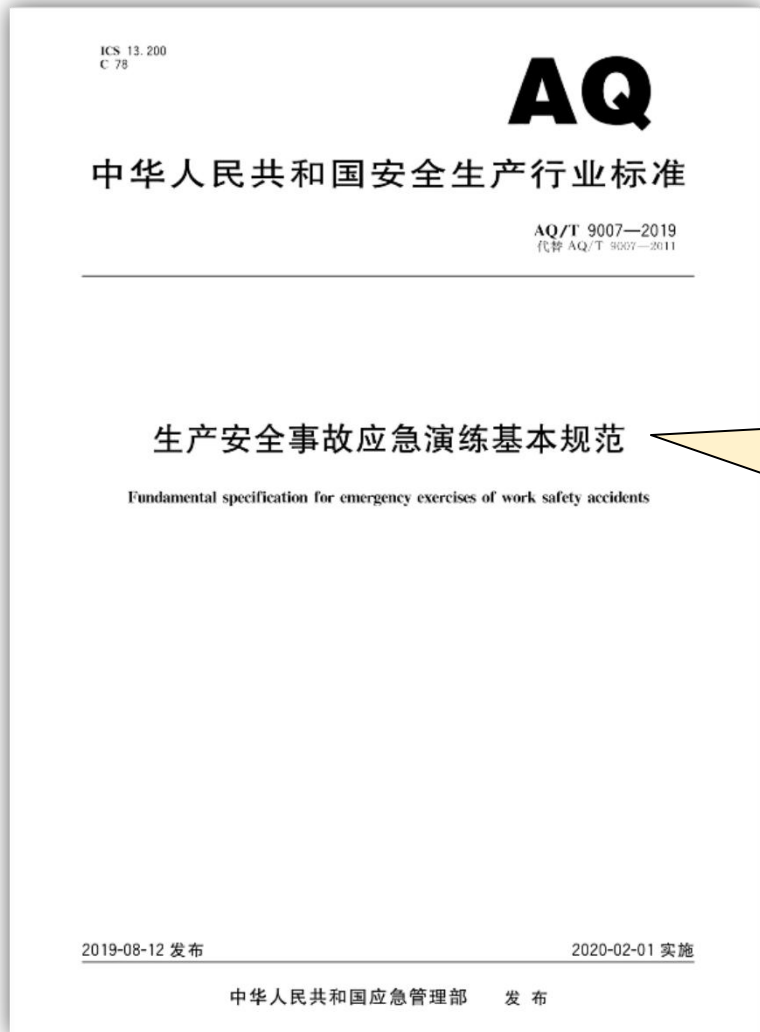 ICS 13.200
C 78
AQ
中华人民共和国安全生产行业标准
AQ/T 9007—2019
代替 AQ/T 9007—2011
生产安全事故应急演练基本规范
Fundamental specification for emergency exercises of work safety accidents
2019-08-12 发布
2020-02-01 实施
中华人民共和国应急管理部 发布